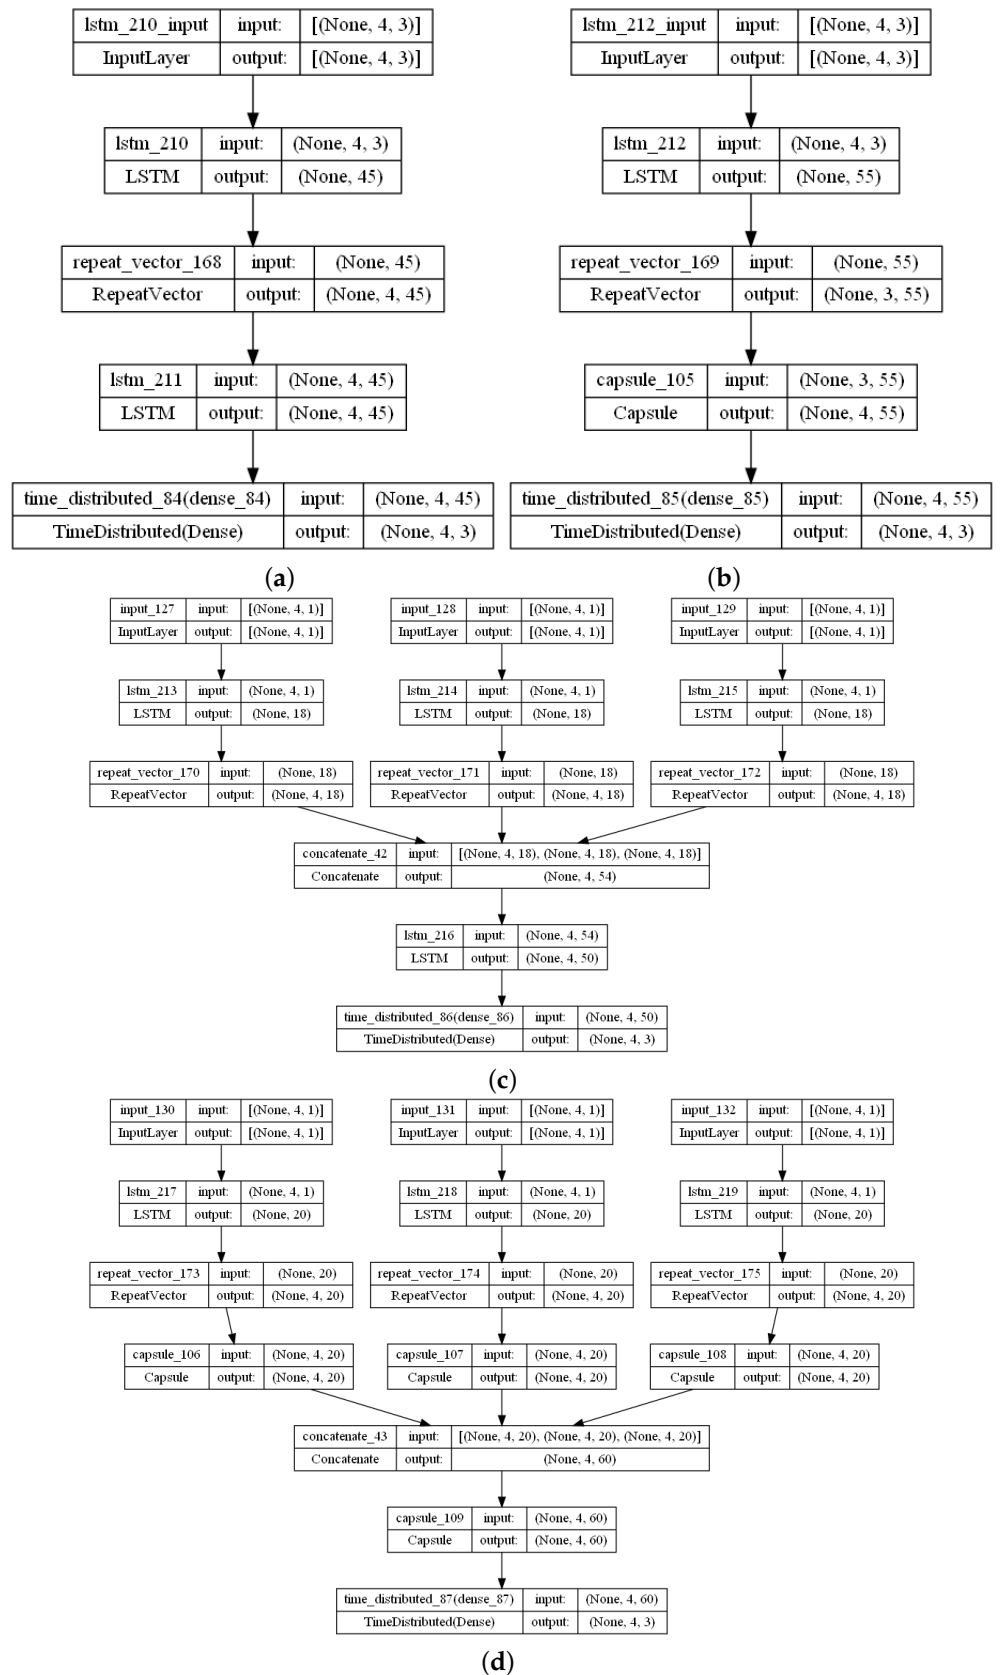 lstm_210_input input: [(None, 4, 3)]
InputLayer output: [(None, 4, 3)]
lstm_210 input: (None, 4, 3)
LSTM output: (None, 45)
repeat_vector_168 input: (None, 45)
RepeatVector output: (None, 4, 45)
lstm_211 input: (None, 4, 45)
LSTM output: (None, 4, 45)
time_distributed_84(dense_84) input: (None, 4, 45)
TimeDistributed(Dense) output: (None, 4, 3)
(a)
lstm_212_input input: [(None, 4, 3)]
InputLayer output: [(None, 4, 3)]
lstm_212 input: (None, 4, 3)
LSTM output: (None, 55)
repeat_vector_169 input: (None, 55)
RepeatVector output: (None, 3, 55)
capsule_105 input: (None, 3, 55)
Capsule output: (None, 4, 55)
time_distributed_85(dense_85) input: (None, 4, 55)
TimeDistributed(Dense) output: (None, 4, 3)
(b)
input_127 input: [(None, 4, 1)] input_128 input: [(None, 4, 1)] input_129 input: [(None, 4, 1)]
InputLayer output: [(None, 4, 1)] InputLayer output: [(None, 4, 1)] InputLayer output: [(None, 4, 1)]
lstm_213 input: (None, 4, 1) lstm_214 input: (None, 4, 1) lstm_215 input: (None, 4, 1)
LSTM output: (None, 18) LSTM output: (None, 18) LSTM output: (None, 18)
repeat_vector_170 input: (None, 18) repeat_vector_171 input: (None, 18) repeat_vector_172 input: (None, 18)
RepeatVector output: (None, 4, 18) RepeatVector output: (None, 4, 18) RepeatVector output: (None, 4, 18)
concatenate_42 input: [(None, 4, 18), (None, 4, 18), (None, 4, 18)]
Concatenate output: (None, 4, 54)
lstm_216 input: (None, 4, 54)
LSTM output: (None, 4, 50)
time_distributed_86(dense_86) input: (None, 4, 50)
TimeDistributed(Dense) output: (None, 4, 3)
(c)
input_130 input: [(None, 4, 1)] input_131 input: [(None, 4, 1)] input_132 input: [(None, 4, 1)]
InputLayer output: [(None, 4, 1)] InputLayer output: [(None, 4, 1)] InputLayer output: [(None, 4, 1)]
lstm_217 input: (None, 4, 1) lstm_218 input: (None, 4, 1) lstm_219 input: (None, 4, 1)
LSTM output: (None, 20) LSTM output: (None, 20) LSTM output: (None, 20)
repeat_vector_173 input: (None, 20) repeat_vector_174 input: (None, 20) repeat_vector_175 input: (None, 20)
RepeatVector output: (None, 4, 20) RepeatVector output: (None, 4, 20) RepeatVector output: (None, 4, 20)
capsule_106 input: (None, 4, 20) capsule_107 input: (None, 4, 20) capsule_108 input: (None, 4, 20)
Capsule output: (None, 4, 20) Capsule output: (None, 4, 20) Capsule output: (None, 4, 20)
concatenate_43 input: [(None, 4, 20), (None, 4, 20), (None, 4, 20)]
Concatenate output: (None, 4, 60)
capsule_109 input: (None, 4, 60)
Capsule output: (None, 4, 60)
time_distributed_87(dense_87) input: (None, 4, 60)
TimeDistributed(Dense) output: (None, 4, 3)
(d)